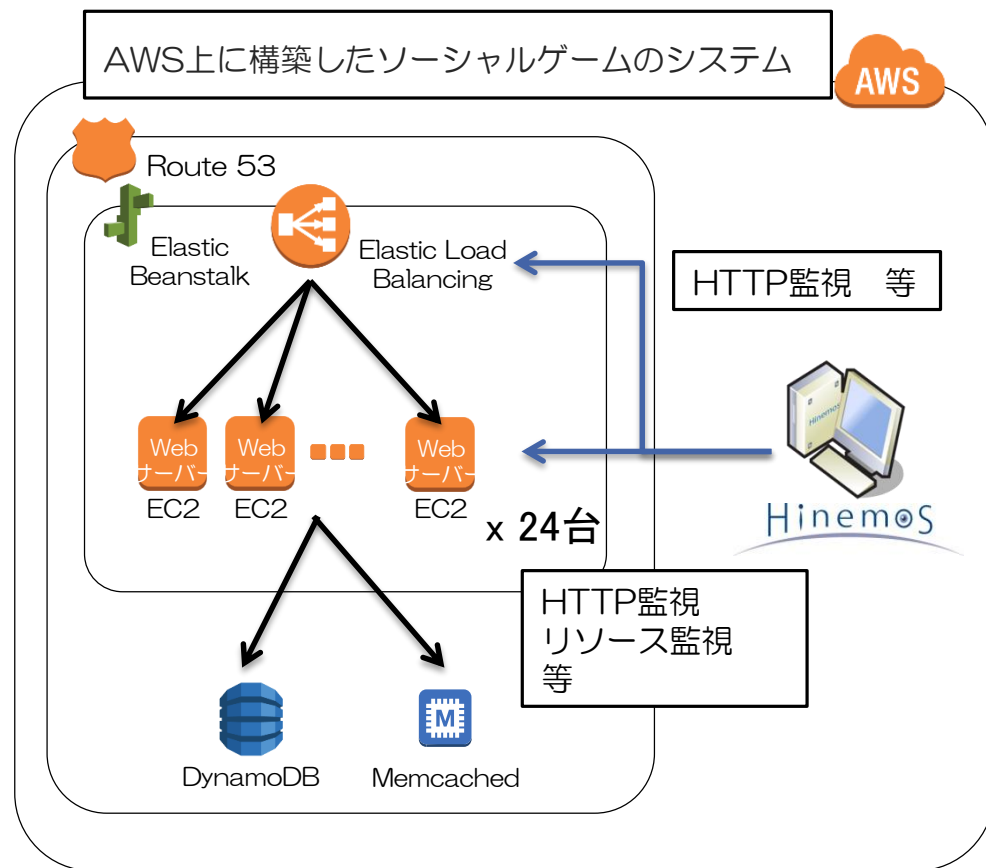 AWS上に構築したソーシャルゲームのシステム
AWS
Route 53
Elastic
Beanstalk
Elastic Load
Balancing
HTTP監視　等
Web
サーバー
EC2
Web
サーバー
EC2
Web
サーバー
EC2
x 24台
Hinemos
Hinemos
HTTP監視
リソース監視
等
M
DynamoDB
Memcached